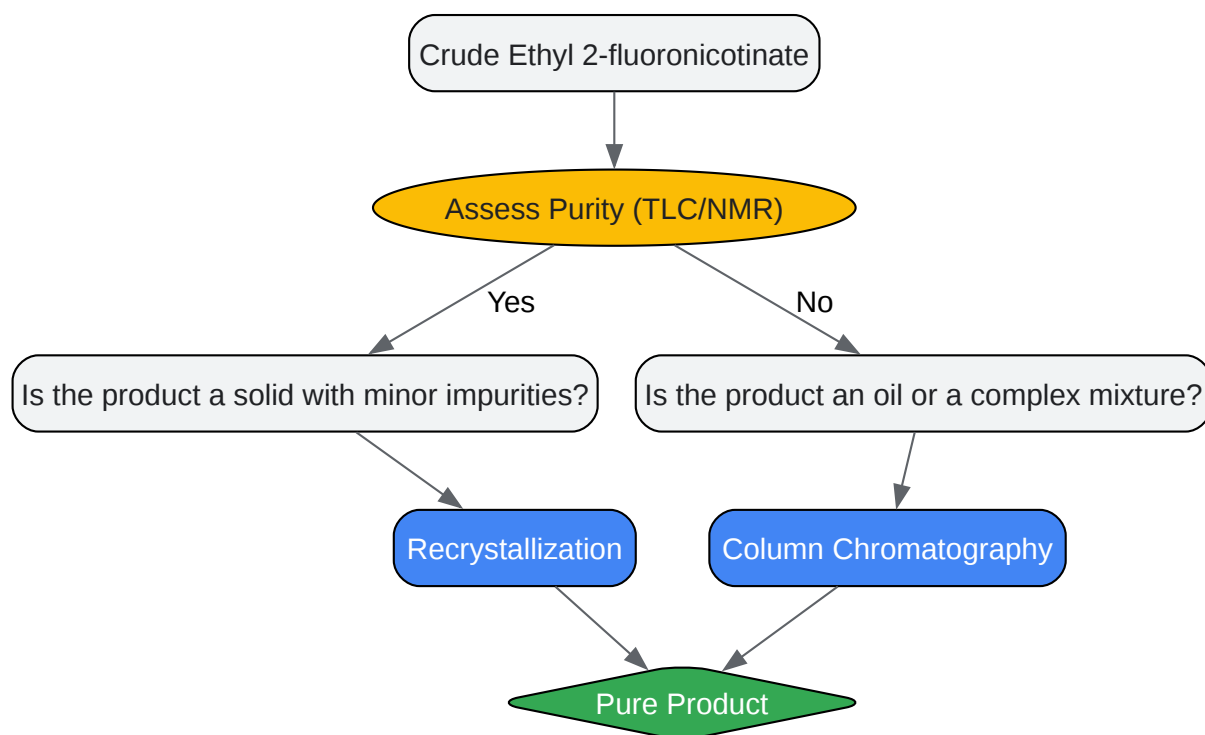 Crude Ethyl 2-fluoronicotinate
Assess Purity (TLC/NMR)
Yes
No
Is the product a solid with minor impurities?
Is the product an oil or a complex mixture?
Recrystallization
Column Chromatography
Pure Product